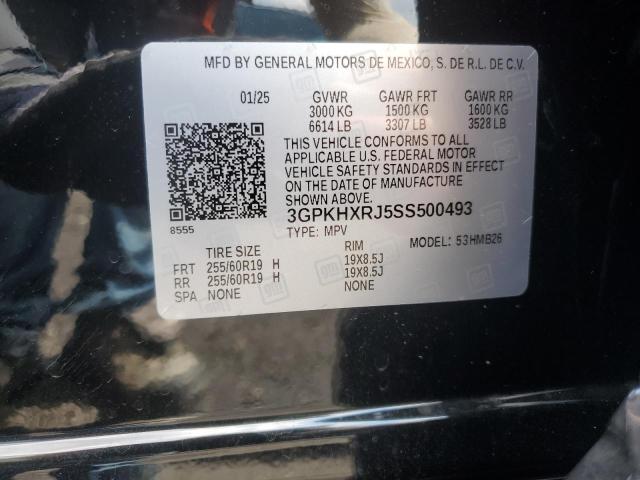 MFD BY GENERAL MOTORS DE MEXICO, S. DE R.L. DE C.V.
01/25 GVWR GAWR FRT GAWR RR
3000 KG 1500 KG 1600 KG
6614 LB 3307 LB 3528 LB
THIS VEHICLE CONFORMS TO ALL
APPLICABLE U.S. FEDERAL MOTOR
VEHICLE SAFETY STANDARDS IN EFFECT
ON THE DATE OF MANUFACTURE
SHOWN ABOVE.
3GPKHXRJ5SS500493
8555
TYPE: MPV MODEL: 53HMB26
TIRE SIZE RIM
FRT 255/60R19 H 19X8.5J
RR 255/60R19 H 19X8.5J
SPA NONE NONE